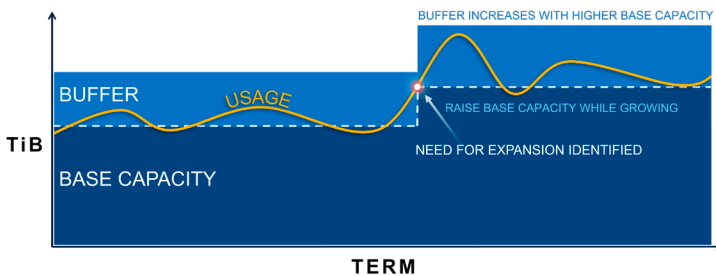 BUFFER INCREASES WITH HIGHER BASE CAPACITY
BUFFER
USAGE
RAISE BASE CAPACITY WHILE GROWING
TiB
NEED FOR EXPANSION IDENTIFIED
BASE CAPACITY
TERM